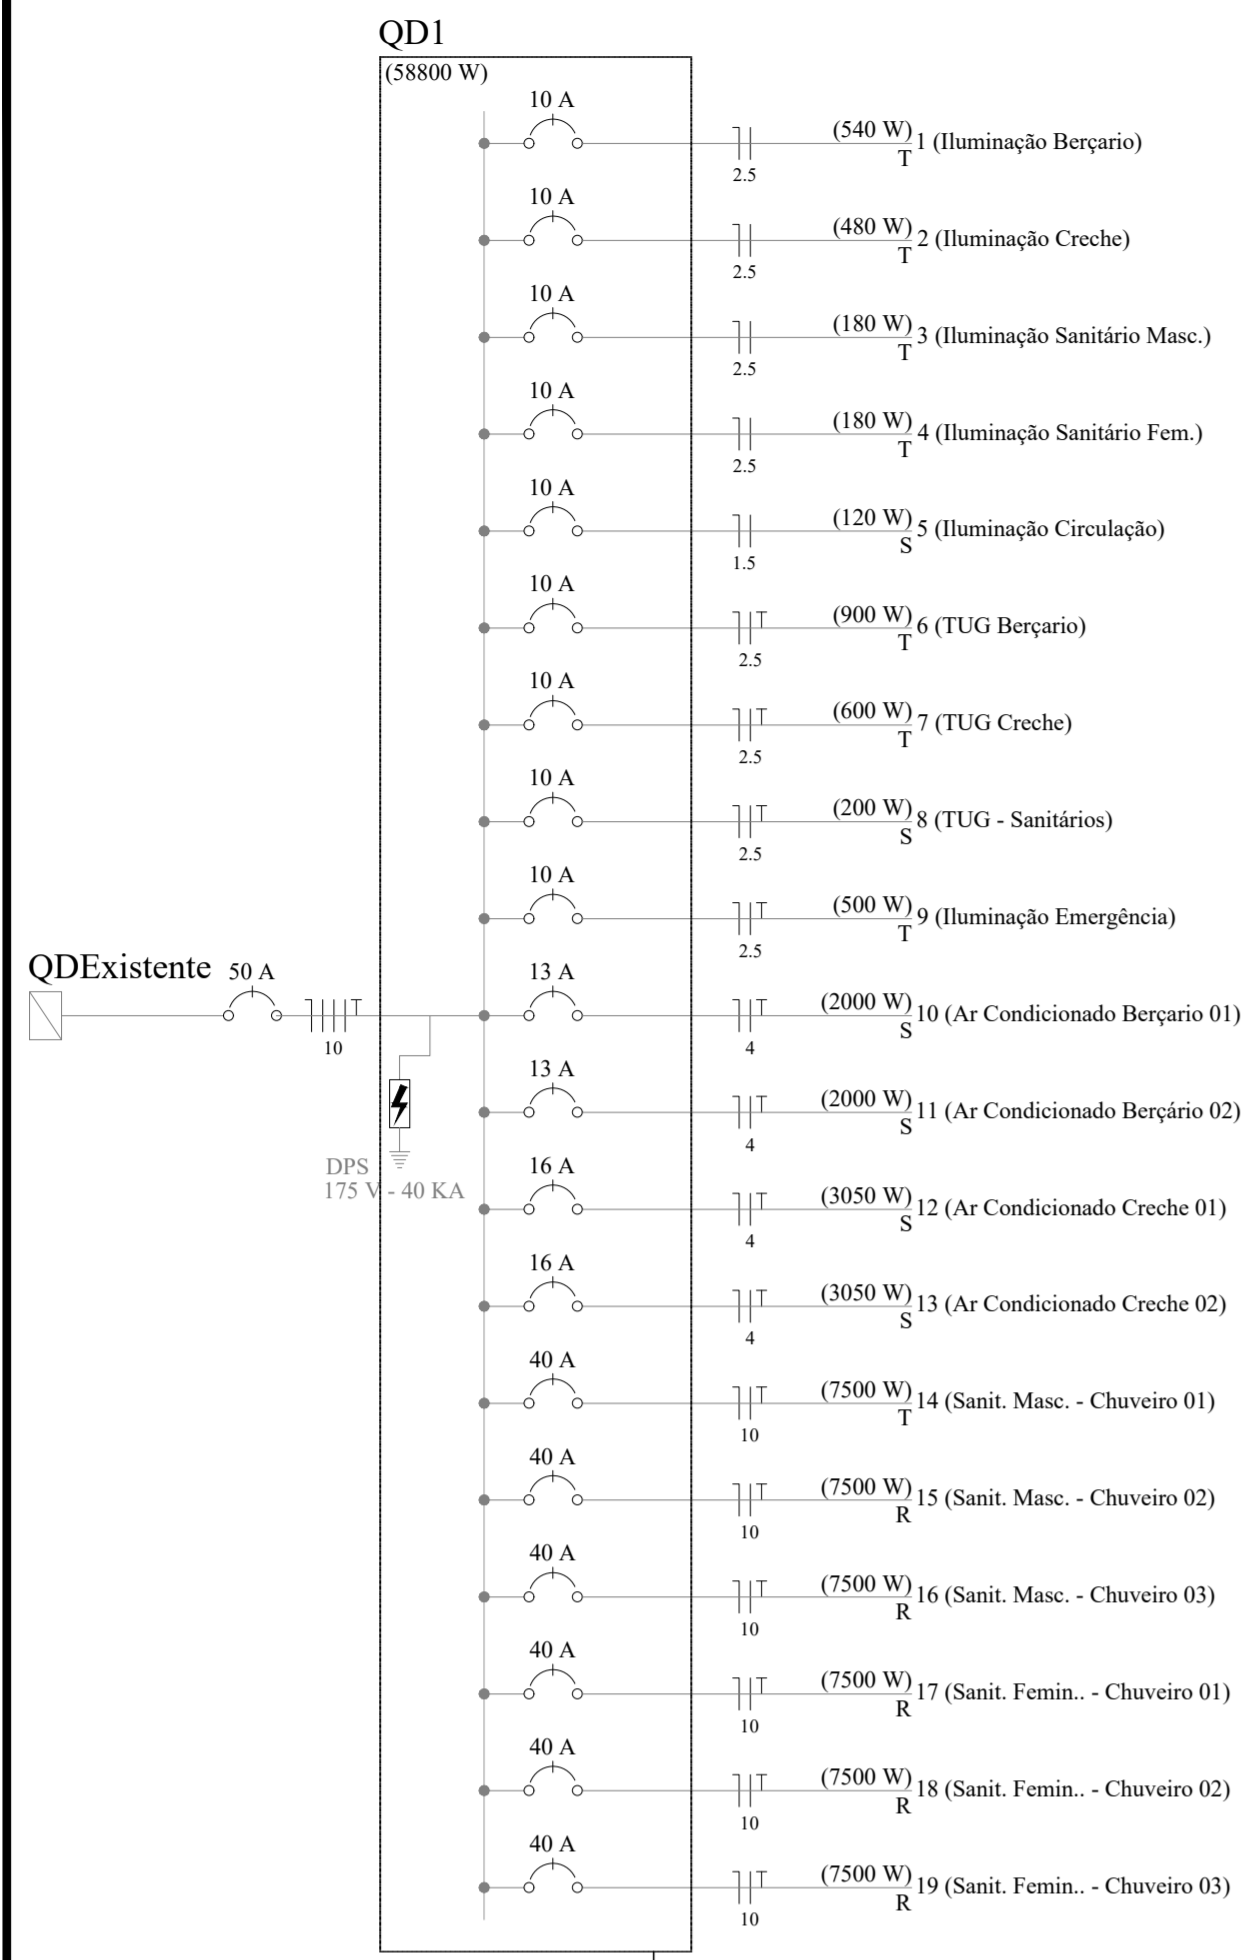 QD1
(58800 W)
10 A
(540 W) 1 (Iluminação Berçario)
T
2.5
10 A
(480 W) 2 (Iluminação Creche)
T
2.5
10 A
(180 W) 3 (Iluminação Sanitário Masc.)
T
2.5
10 A
(180 W) 4 (Iluminação Sanitário Fem.)
T
2.5
10 A
(120 W) 5 (Iluminação Circulação)
S
1.5
10 A
T (900 W) 6 (TUG Berçario)
T
2.5
10 A
T (600 W) 7 (TUG Creche)
T
2.5
10 A
T (200 W) 8 (TUG - Sanitários)
S
2.5
10 A
T (500 W) 9 (Iluminação Emergência)
T
2.5
QDExistente 50 A
T
10
13 A
T (2000 W) 10 (Ar Condicionado Berçario 01)
S
4
13 A
T (2000 W) 11 (Ar Condicionado Berçário 02)
S
4
DPS
175 V - 40 KA
16 A
T (3050 W) 12 (Ar Condicionado Creche 01)
S
4
16 A
T (3050 W) 13 (Ar Condicionado Creche 02)
S
4
40 A
T (7500 W) 14 (Sanit. Masc. - Chuveiro 01)
T
10
40 A
T (7500 W) 15 (Sanit. Masc. - Chuveiro 02)
R
10
40 A
T (7500 W) 16 (Sanit. Masc. - Chuveiro 03)
R
10
40 A
T (7500 W) 17 (Sanit. Femin.. - Chuveiro 01)
R
10
40 A
T (7500 W) 18 (Sanit. Femin.. - Chuveiro 02)
R
10
40 A
T (7500 W) 19 (Sanit. Femin.. - Chuveiro 03)
R
10